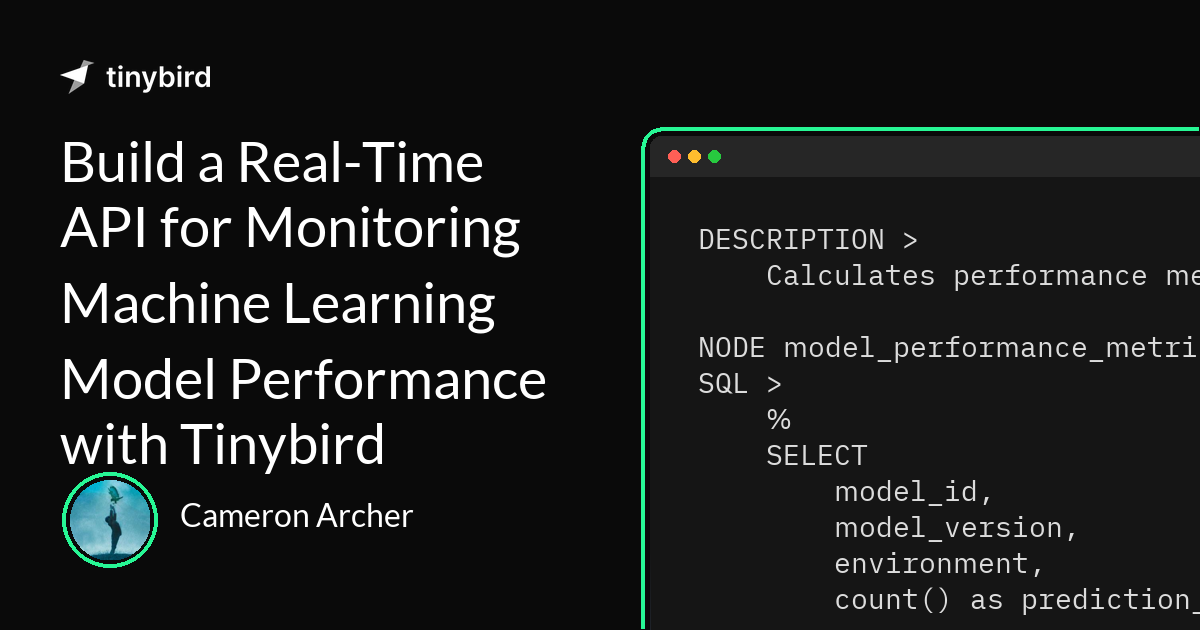 tinybird
Build a Real-Time
API for Monitoring
Machine Learning
Model Performance
with Tinybird
Cameron Archer
DESCRIPTION >
Calculates performance
NODE model_performance_metri
SQL >
%
SELECT
model_id,
model_version,
environment,
count() as prediction_